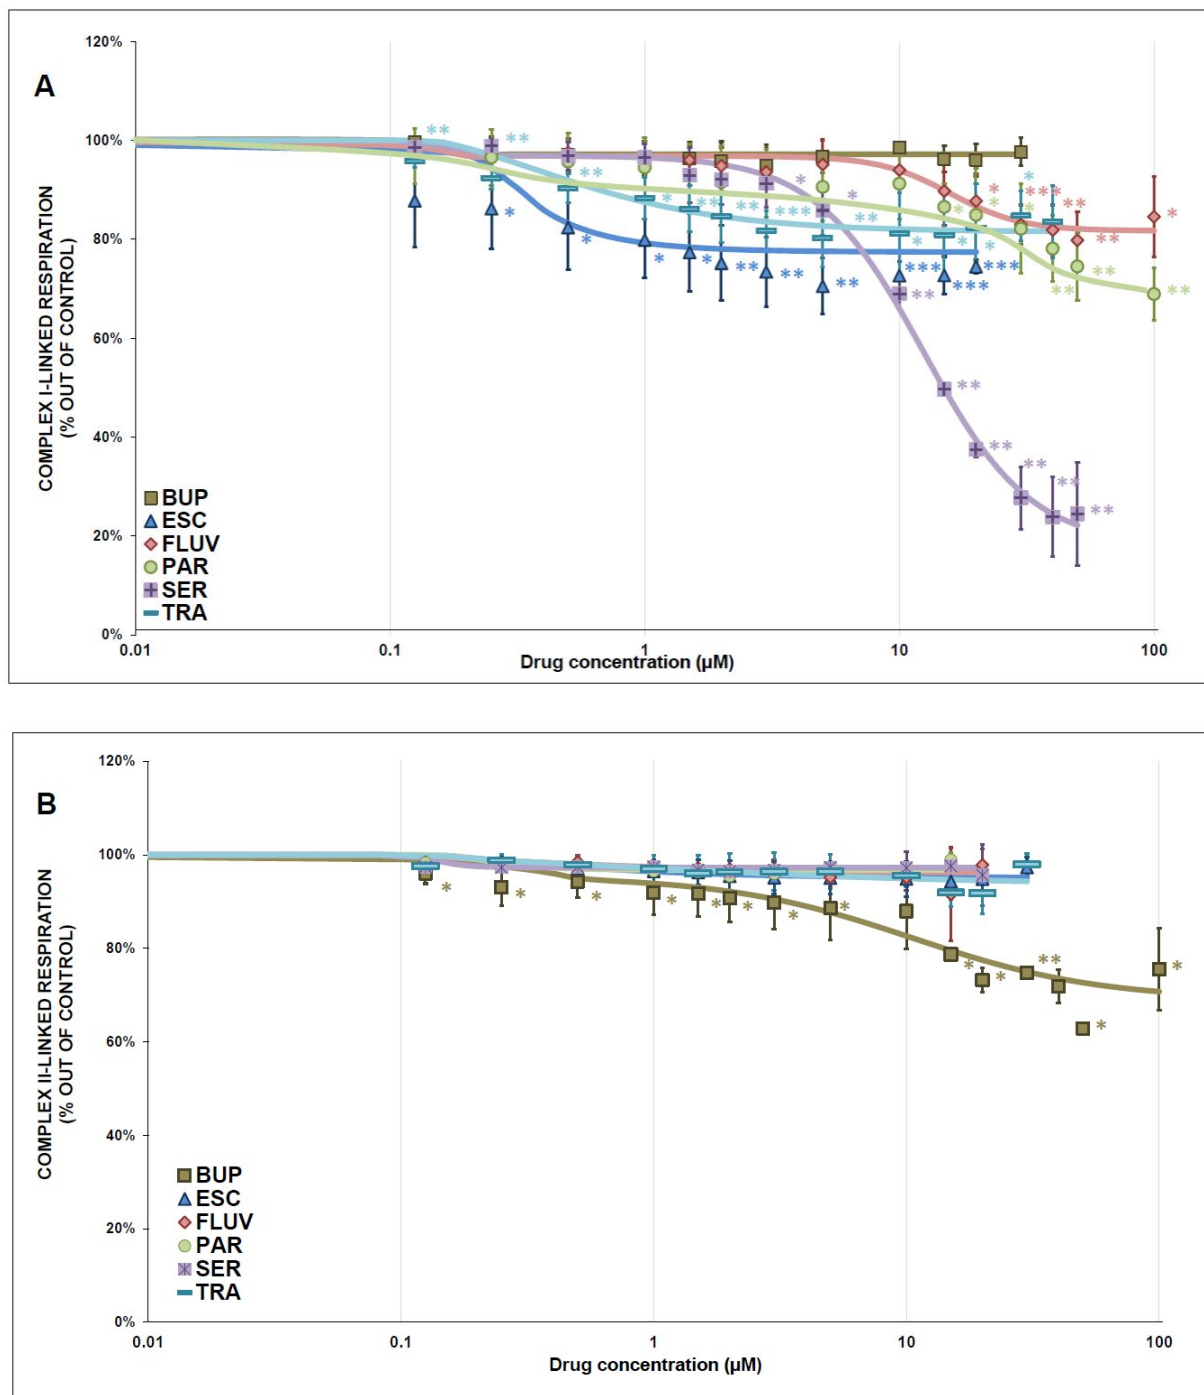 A
COMPLEX I-LINKED RESPIRATION
(% OUT OF CONTROL)
120%
100%
80%
60%
40%
20%
0%
** ** ** * ** ** *** ** * * * *
* * * * ** ** ** *** *** ***
* *** ** ** *
* * * ** ** **
* * ** ** ** ** ** **
BUP
ESC
FLUV
PAR
SER
TRA
0.01 0.1 1 10 100
Drug concentration (µM)
B
COMPLEX II-LINKED RESPIRATION
(% OUT OF CONTROL)
120%
100%
80%
60%
40%
20%
0%
* * * * * * * * * * ** * *
BUP
ESC
FLUV
PAR
SER
TRA
0.01 0.1 1 10 100
Drug concentration (µM)